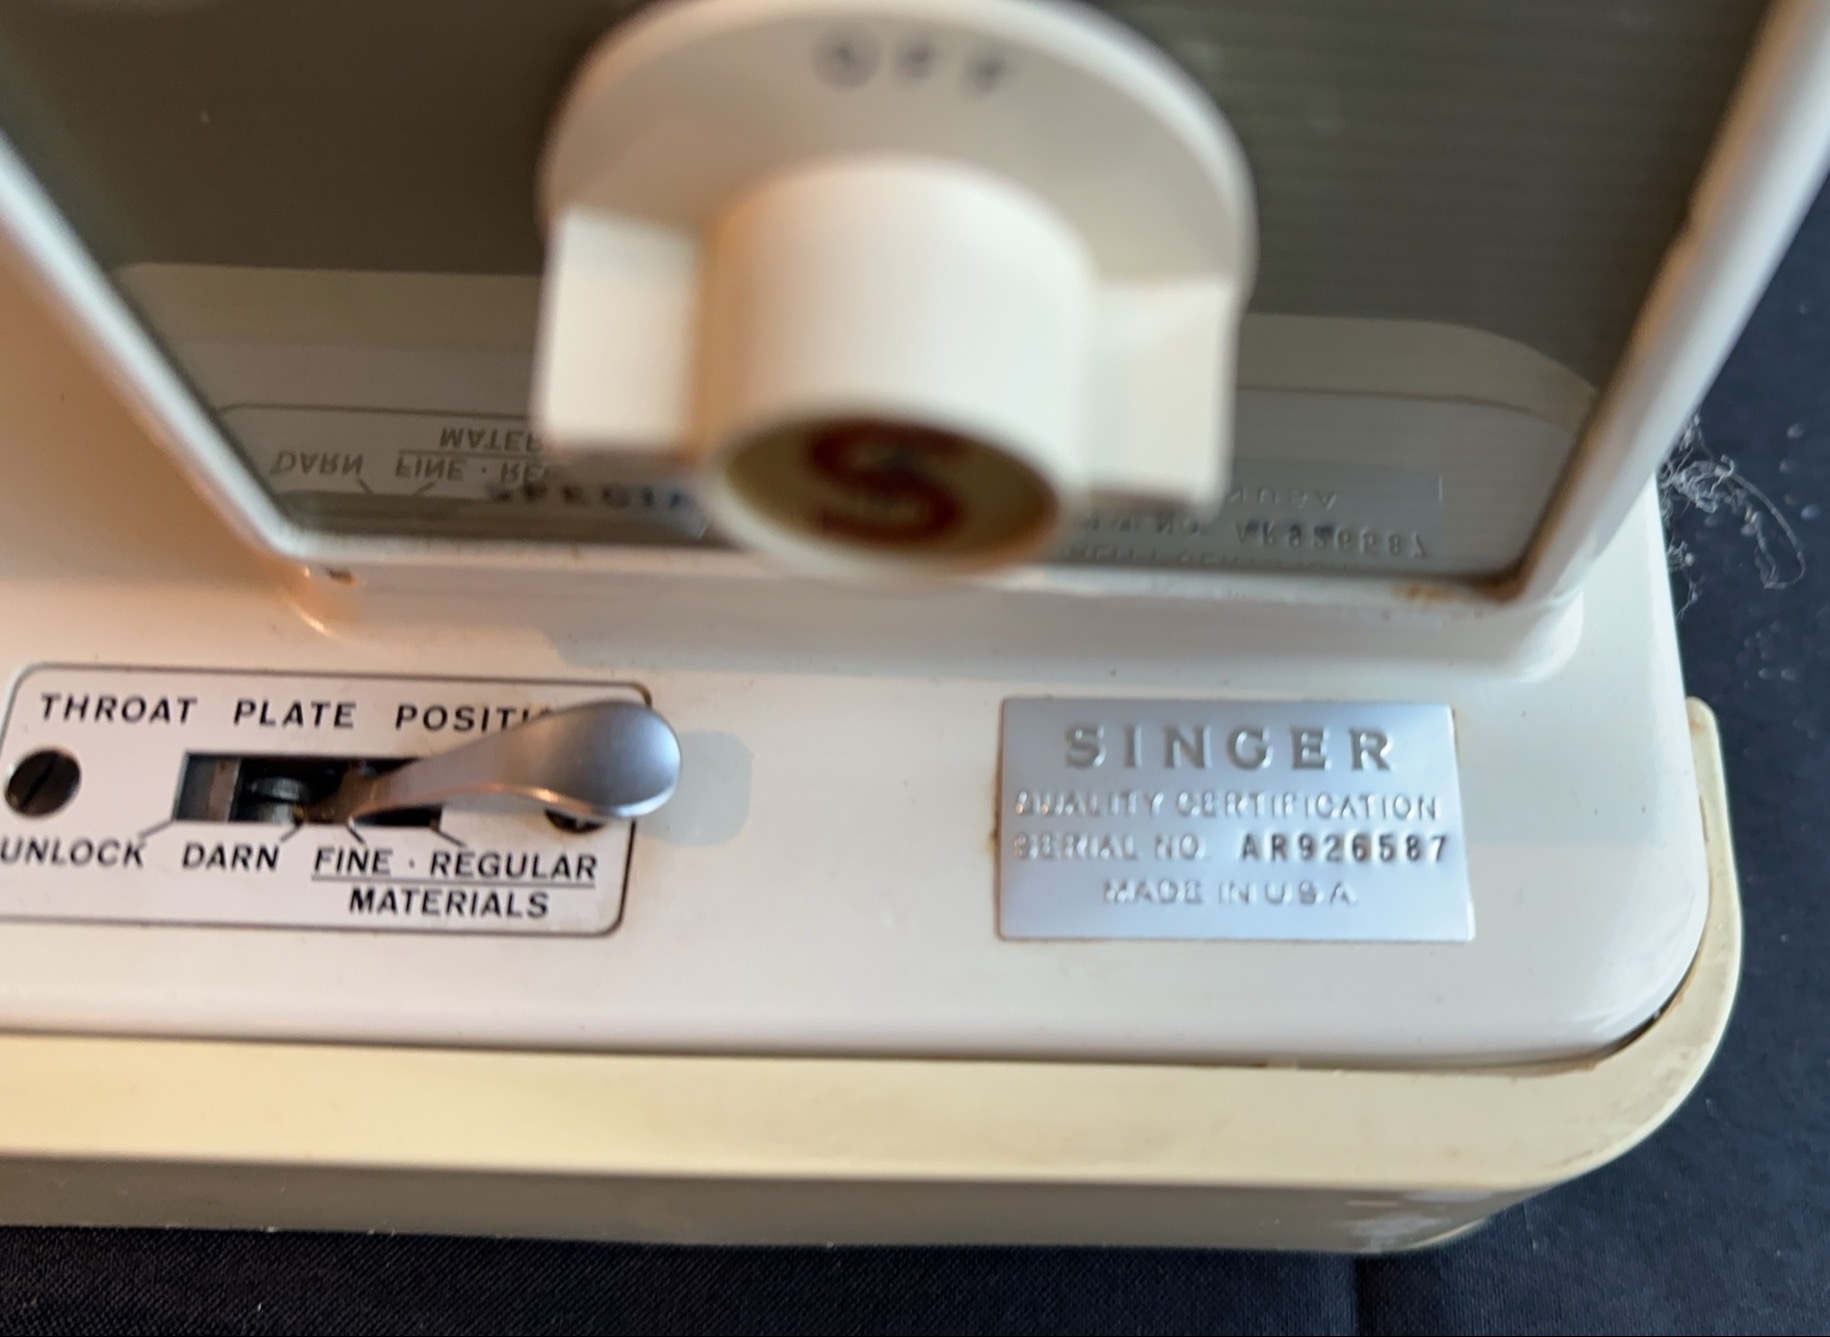 OFF
S
THROAT PLATE POSITI
UNLOCK DARN FINE · REGULAR
MATERIALS
SINGER
QUALITY CERTIFICATION
SERIAL NO. AR926587
MADE IN U.S.A.